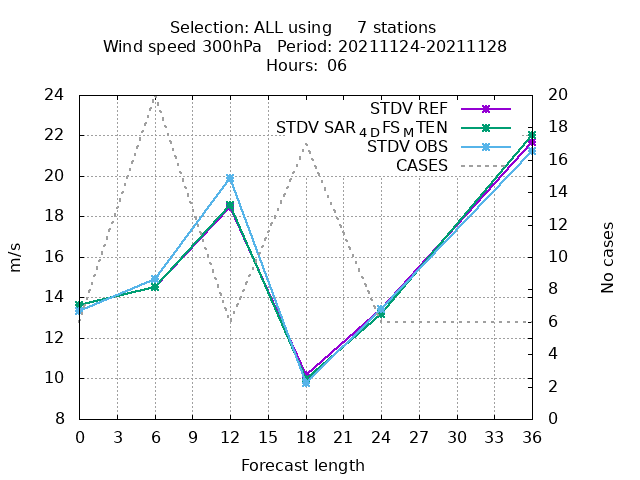 Selection: ALL using 7 stations
Wind speed 300hPa Period: 20211124-20211128
Hours: 06
STDV REF
STDV SAR4DFSMTEN
STDV OBS
CASES
24
22
20
18
16
14
12
10
8
m/s
20
18
16
14
12
10
8
6
4
2
0
No cases
0 3 6 9 12 15 18 21 24 27 30 33 36
Forecast length